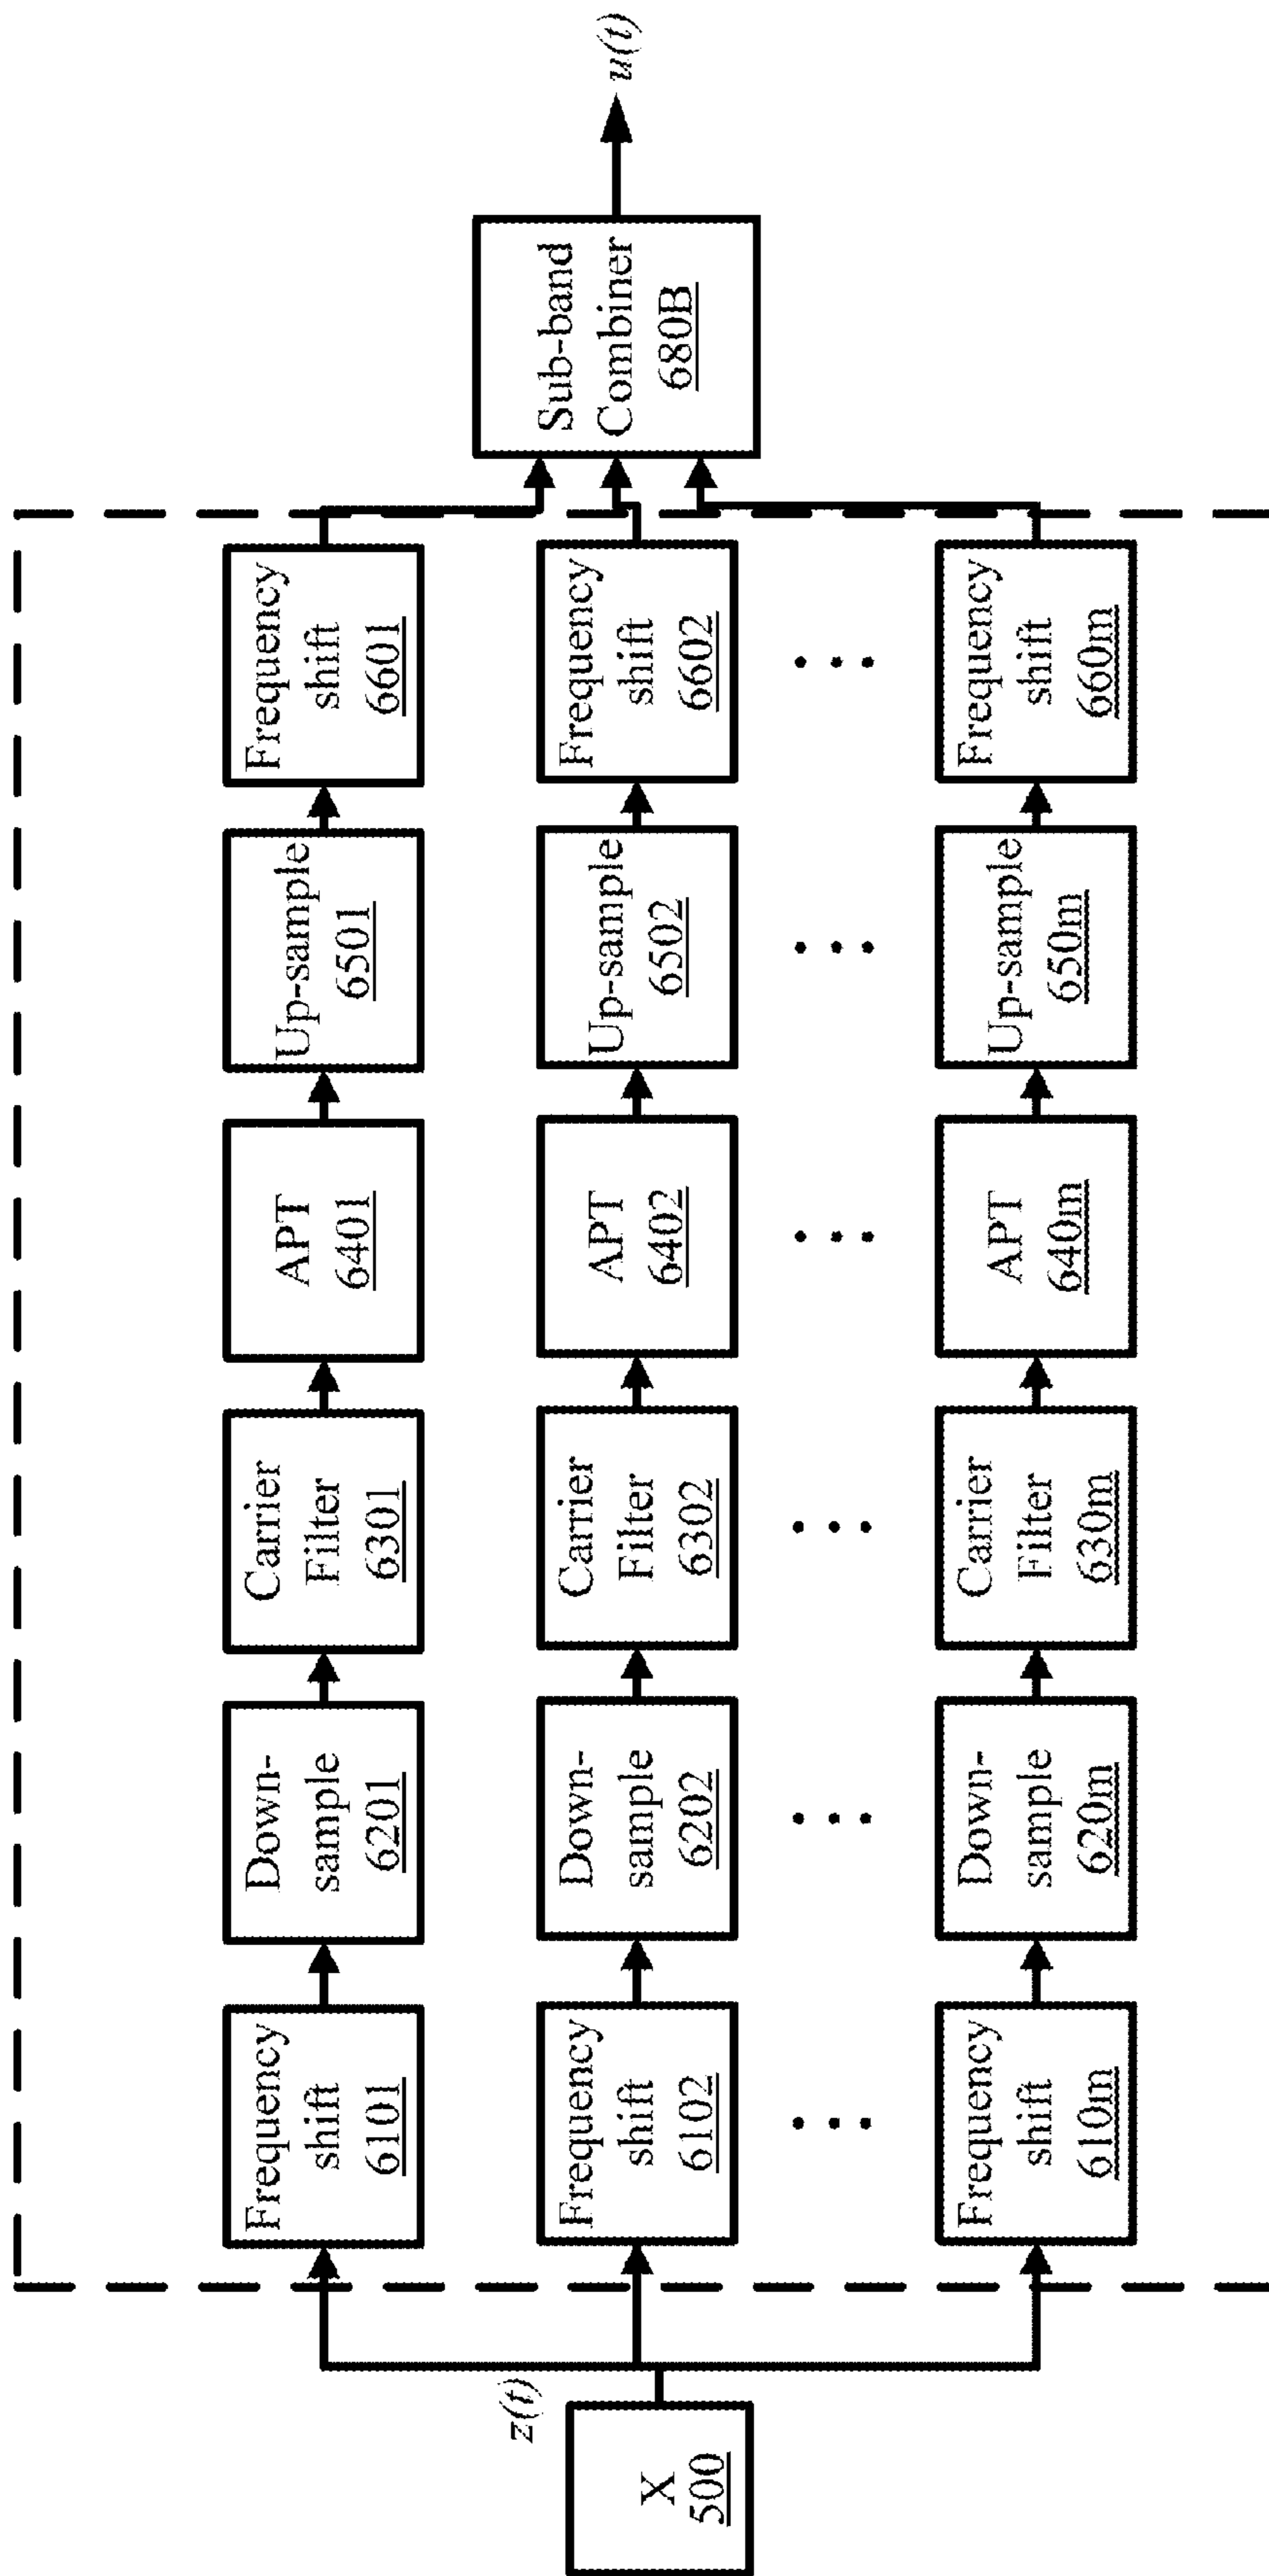 X
500
z(t)
Frequency
shift
6101
Down-
sample
6201
Carrier
Filter
6301
APT
6401
Up-sample
6501
Frequency
shift
6601
Frequency
shift
6102
Down-
sample
6202
Carrier
Filter
6302
APT
6402
Up-sample
6502
Frequency
shift
6602
Frequency
shift
610m
Down-
sample
620m
Carrier
Filter
630m
APT
640m
Up-sample
650m
Frequency
shift
660m
Sub-band
Combiner
680B
u(t)